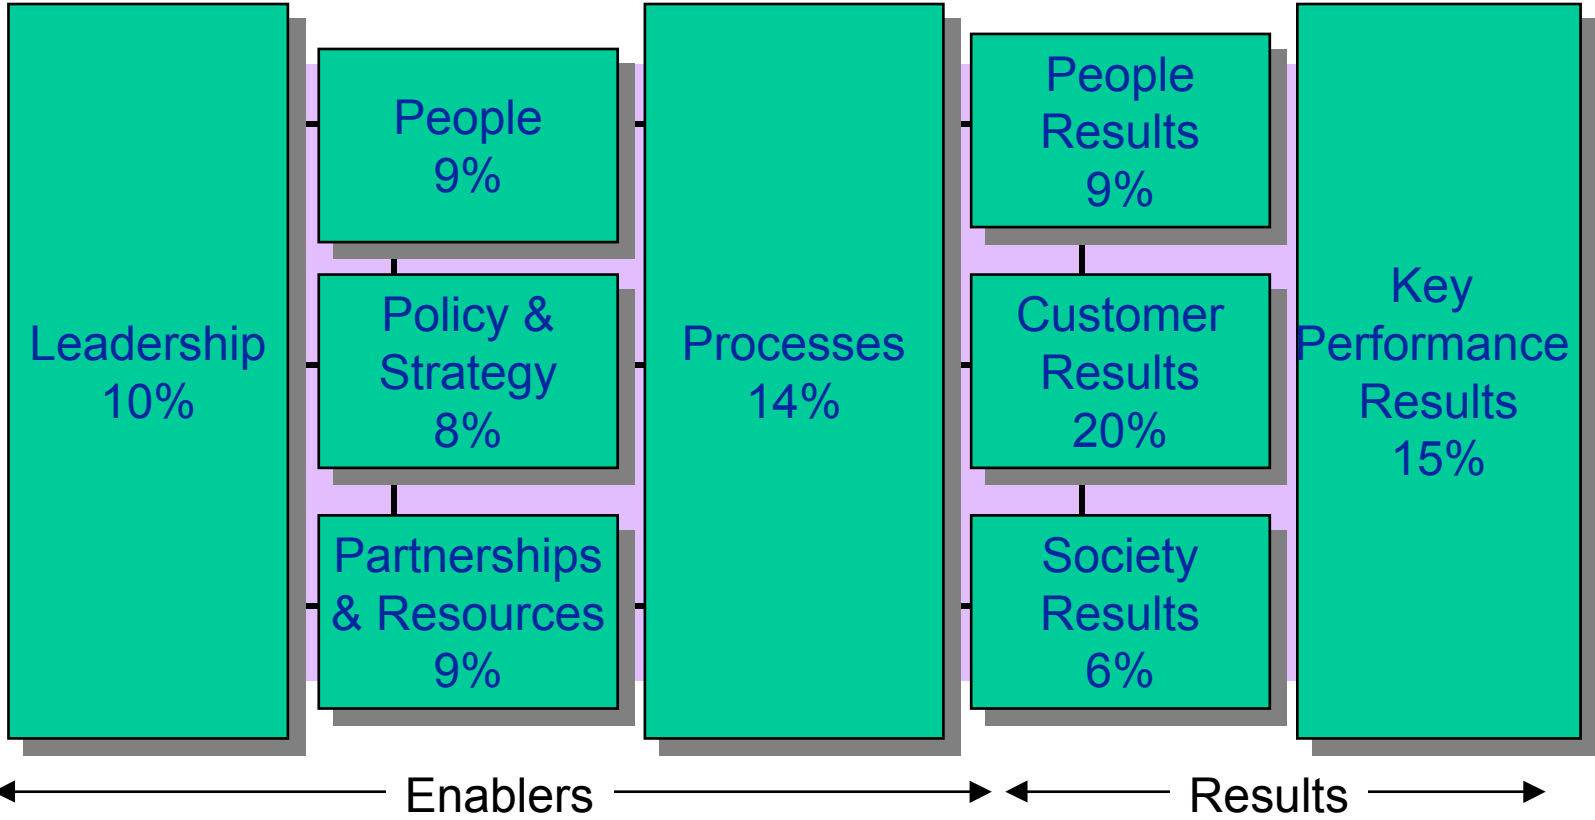 Leadership
10%
People
9%
Policy &
Strategy
8%
Partnerships
& Resources
9%
Processes
14%
People
Results
9%
Customer
Results
20%
Society
Results
6%
Key
Performance
Results
15%
Enablers
Results